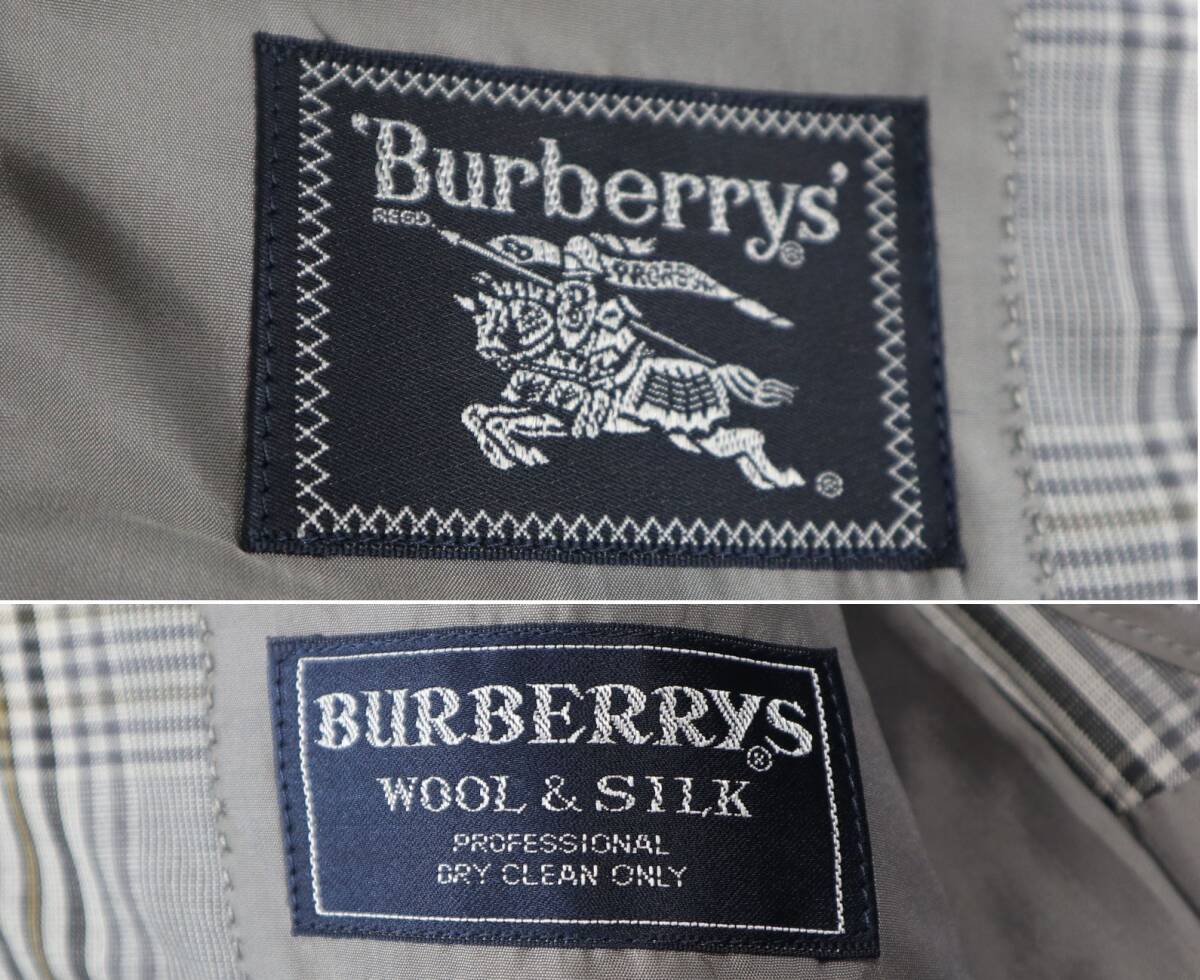 'Burberrys'®
REGD.
B PRORSUM
®
BURBERRYS®
WOOL & SILK
PROFESSIONAL
DRY CLEAN ONLY